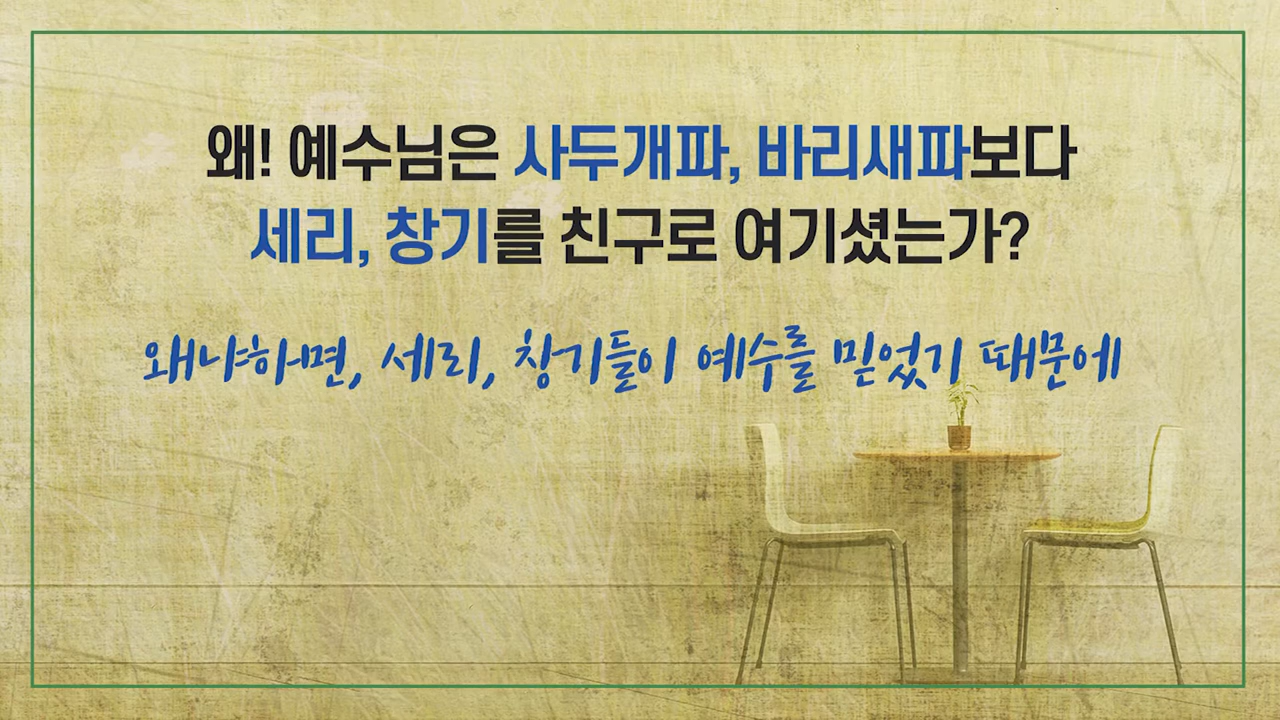 왜! 예수님은 사두개파, 바리새파보다
세리, 창기를 친구로 여기셨는가?
왜냐하면, 세리, 창기들이 예수를 믿었기 때문에